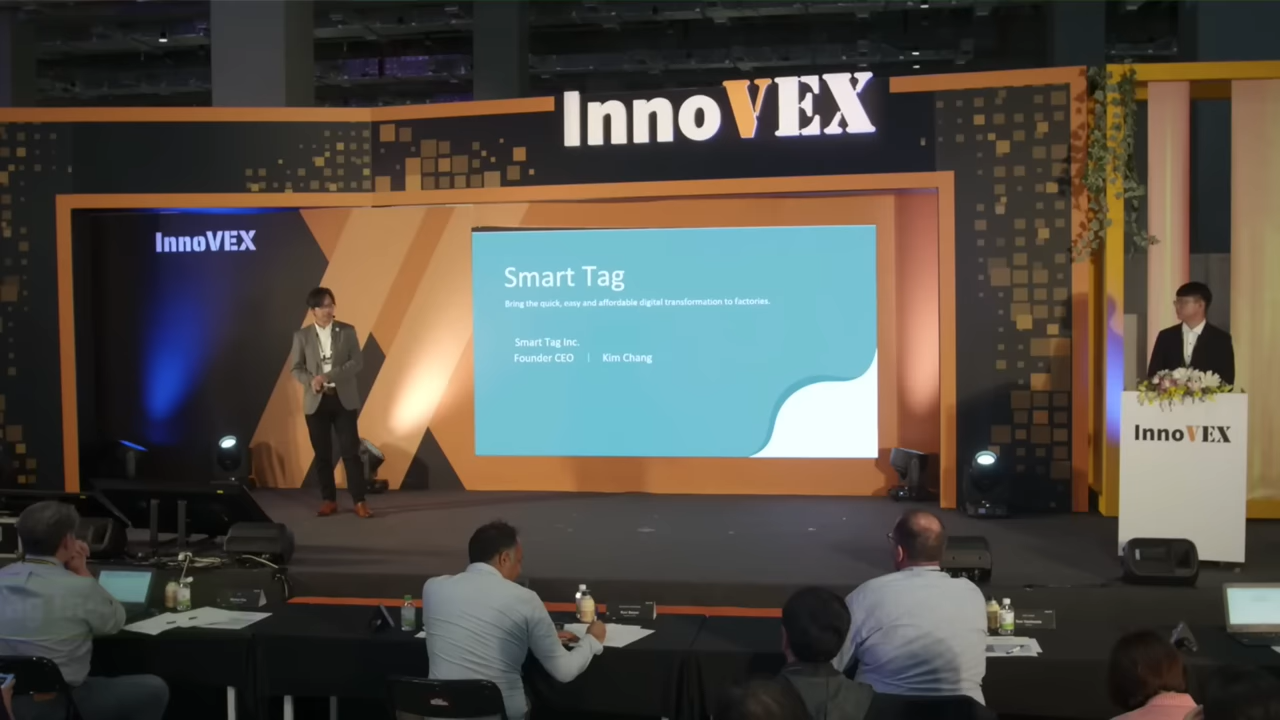 InnoVEX
InnoVEX
Smart Tag
Bring the quick, easy and affordable digital transformation to factories.
Smart Tag Inc.
Founder CEO | Kim Chang
InnoVEX